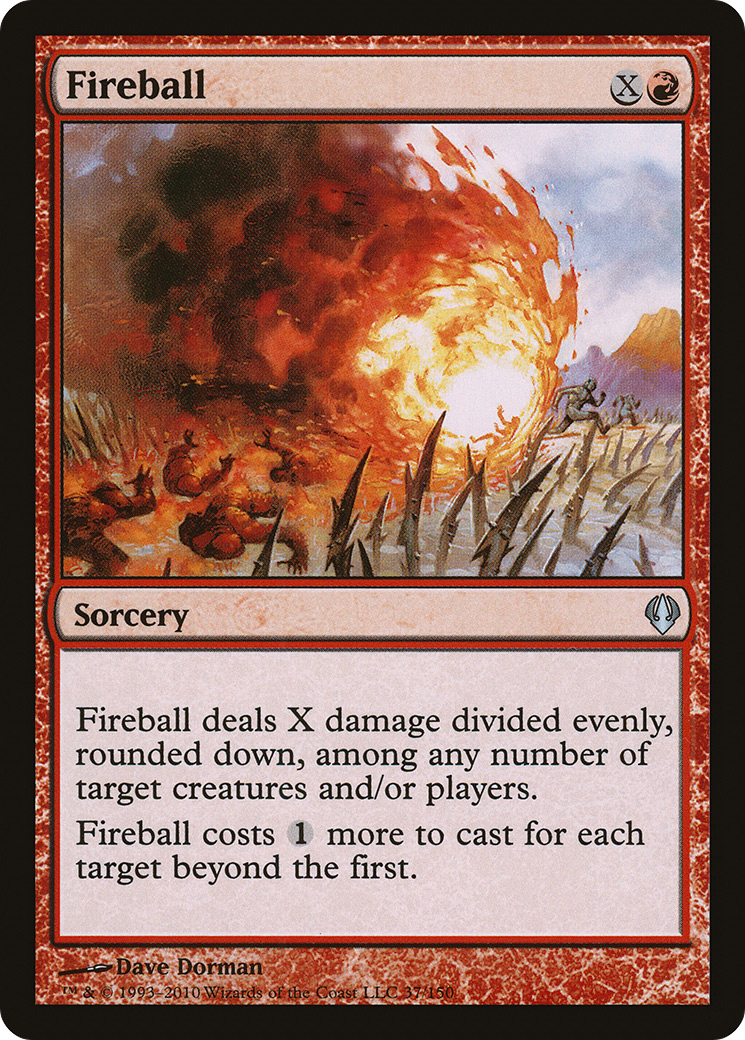 Fireball X
Sorcery
Fireball deals X damage divided evenly,
rounded down, among any number of
target creatures and/or players.
Fireball costs 1 more to cast for each
target beyond the first.
Dave Dorman
™ & © 1993–2010 Wizards of the Coast LLC 37/150